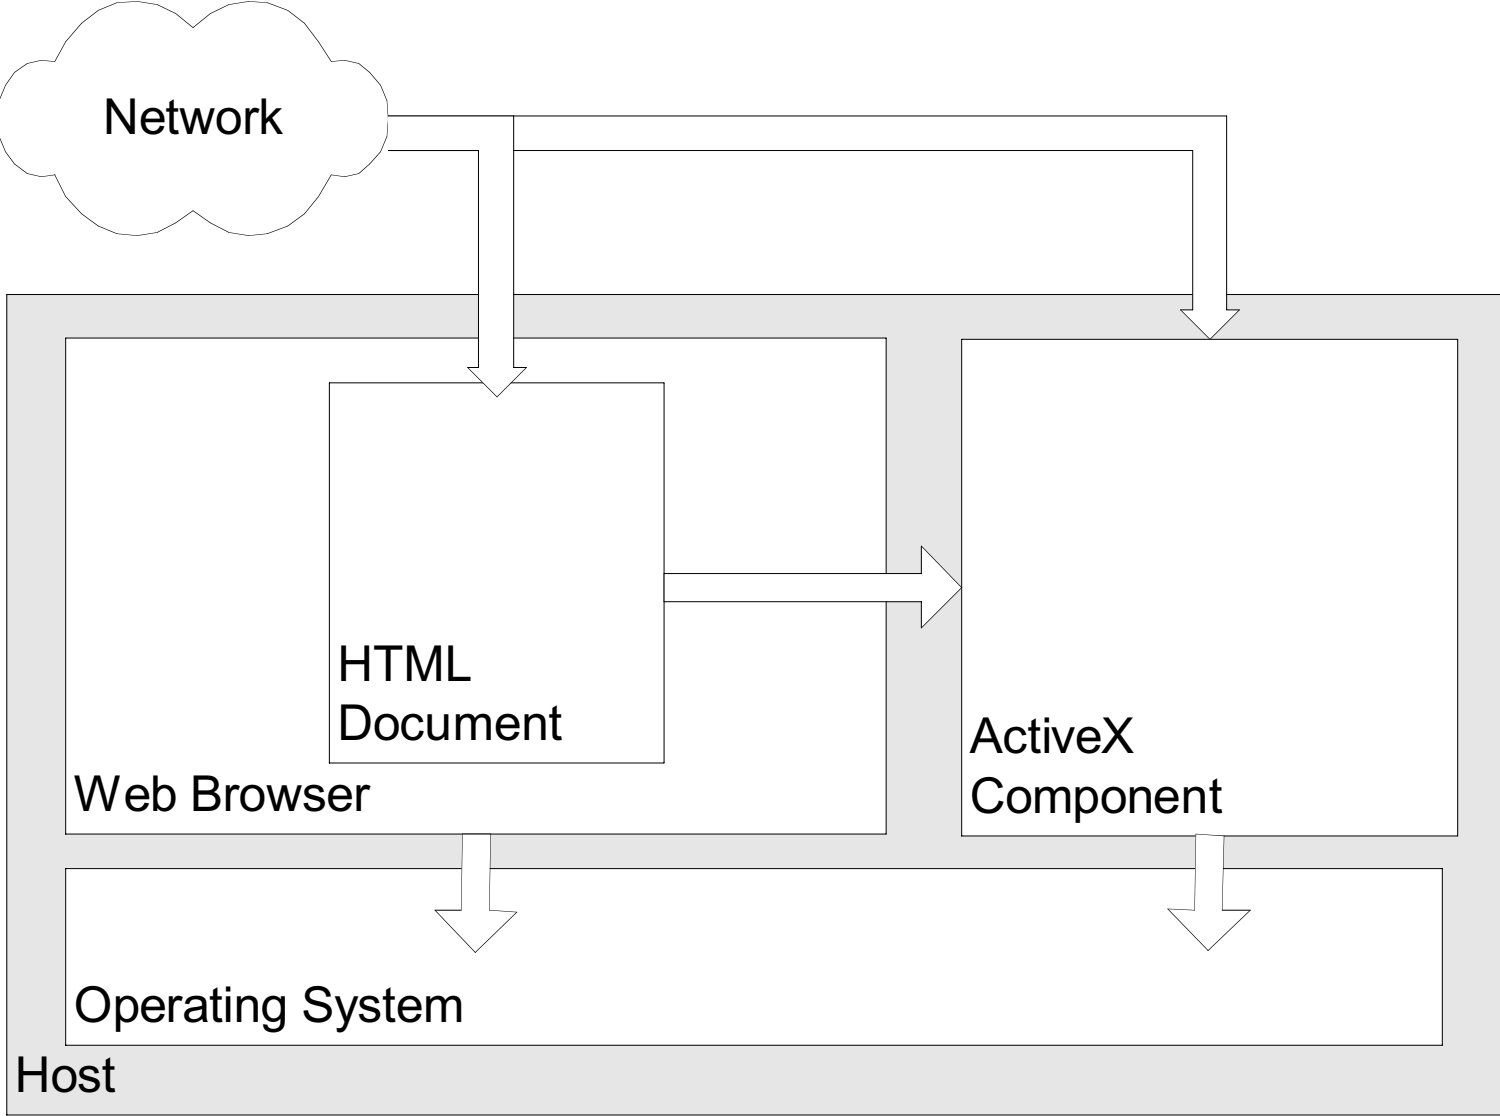 Network
HTML
Document
Web Browser
ActiveX
Component
Operating System
Host